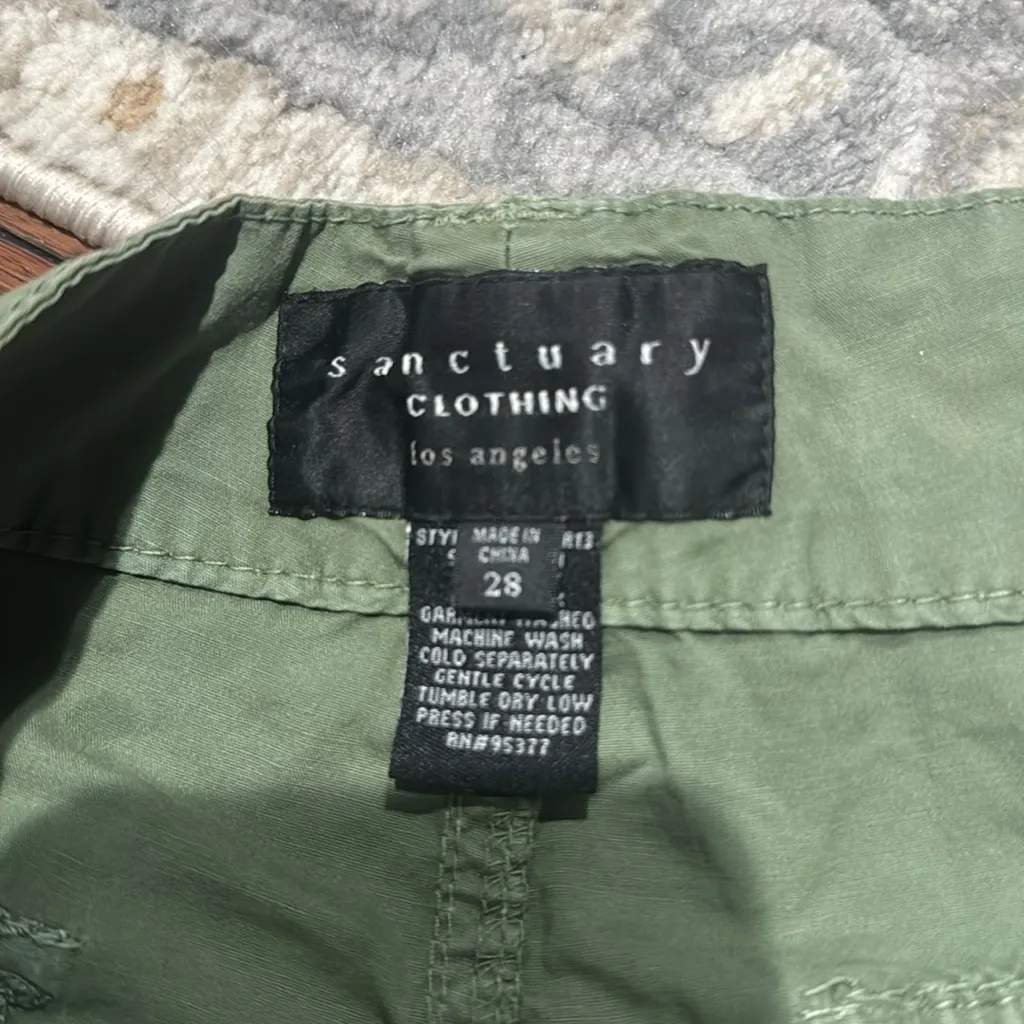 sanctuary
CLOTHING
los angeles
MADE IN
CHINA
28
MACHINE WASH
COLD SEPARATELY
GENTLE CYCLE
TUMBLE DRY LOW
PRESS IF NEEDED
RN#95377